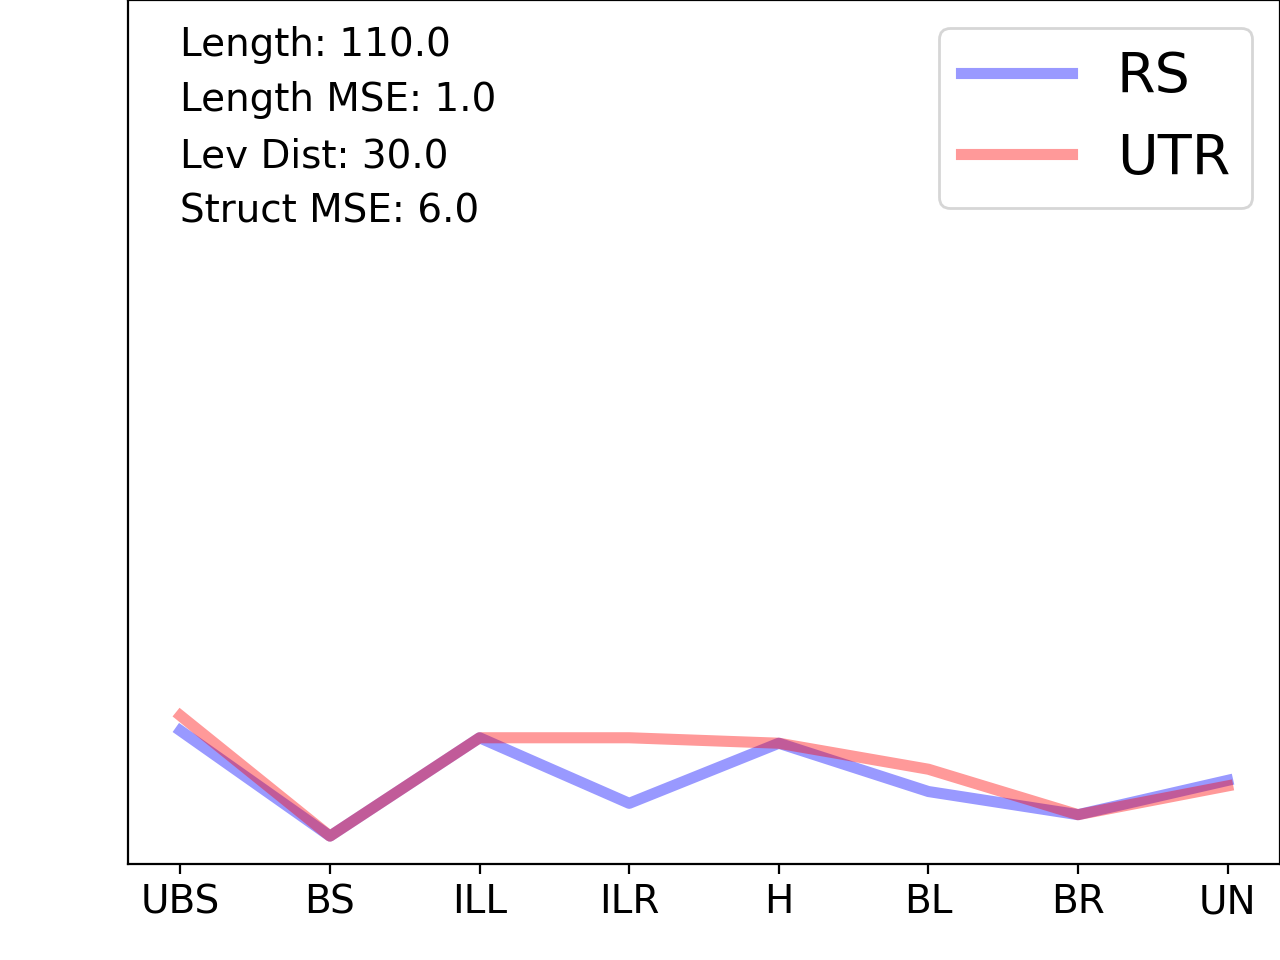 Length: 110.0
Length MSE: 1.0
Lev Dist: 30.0
Struct MSE: 6.0
RS
UTR
UBS BS ILL ILR H BL BR UN